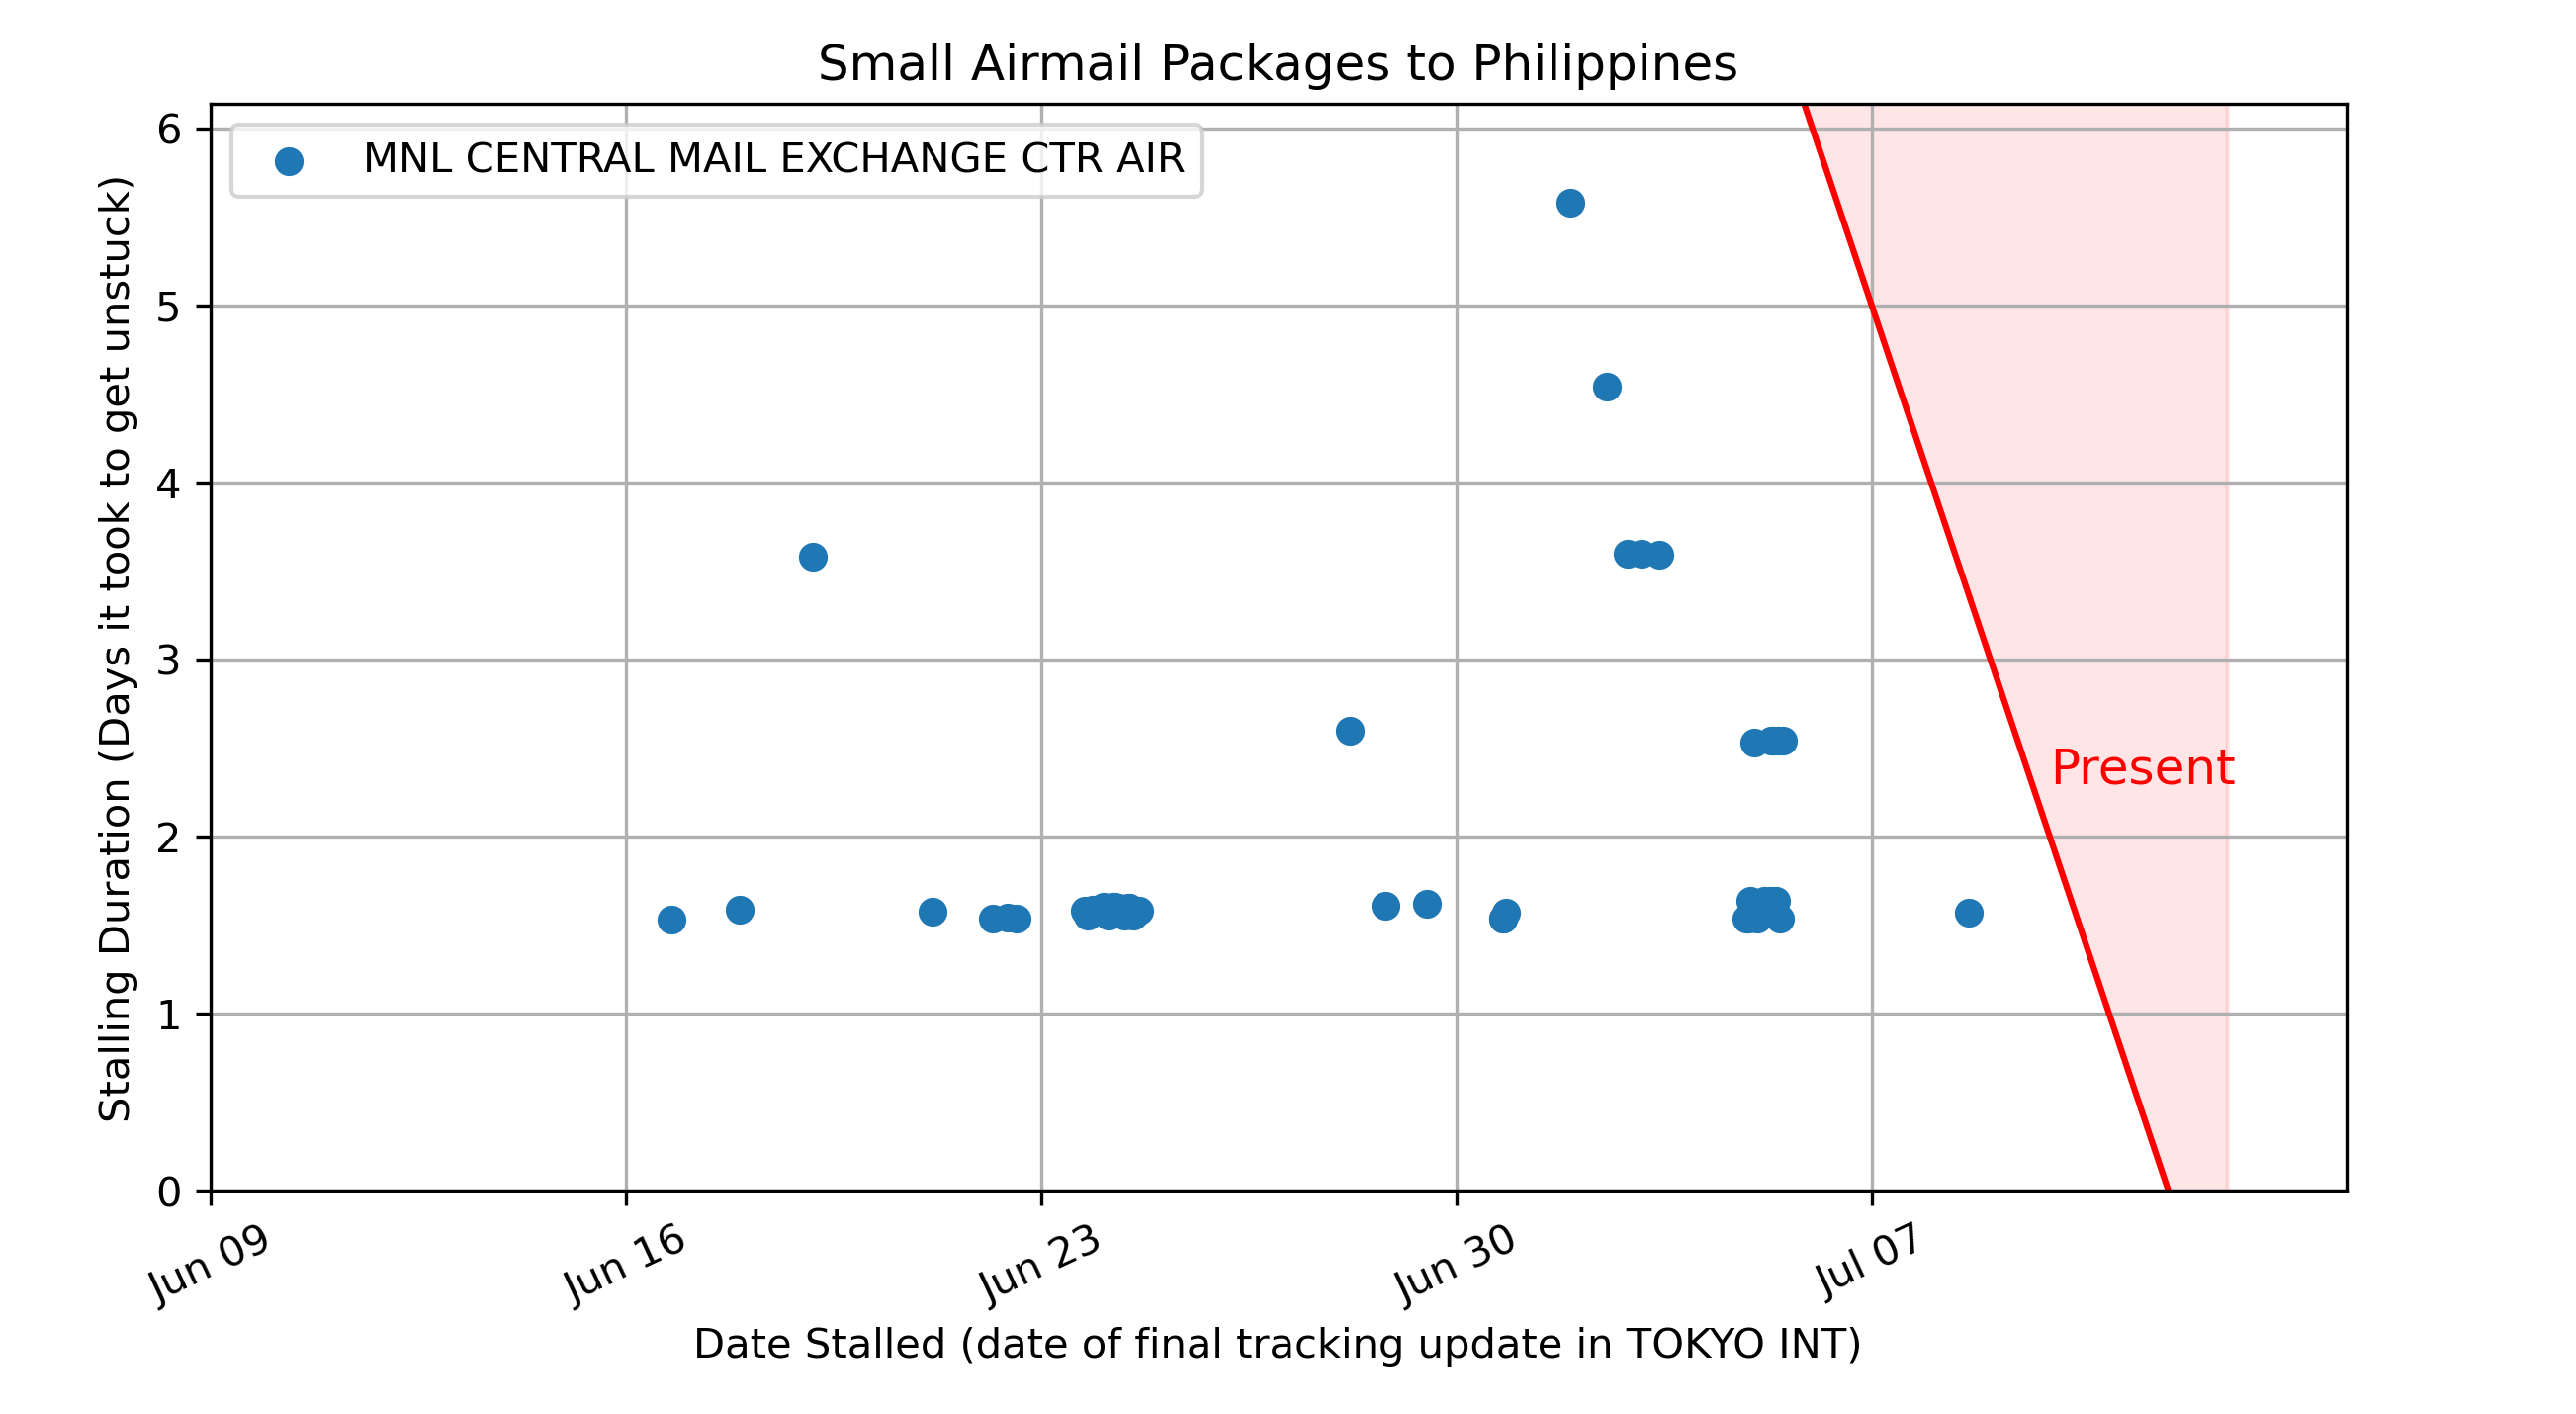 Small Airmail Packages to Philippines
MNL CENTRAL MAIL EXCHANGE CTR AIR
Stalling Duration (Days it took to get unstuck)
6
5
4
3
2
1
0
Present
Jun 09
Jun 16
Jun 23
Jun 30
Jul 07
Date Stalled (date of final tracking update in TOKYO INT)